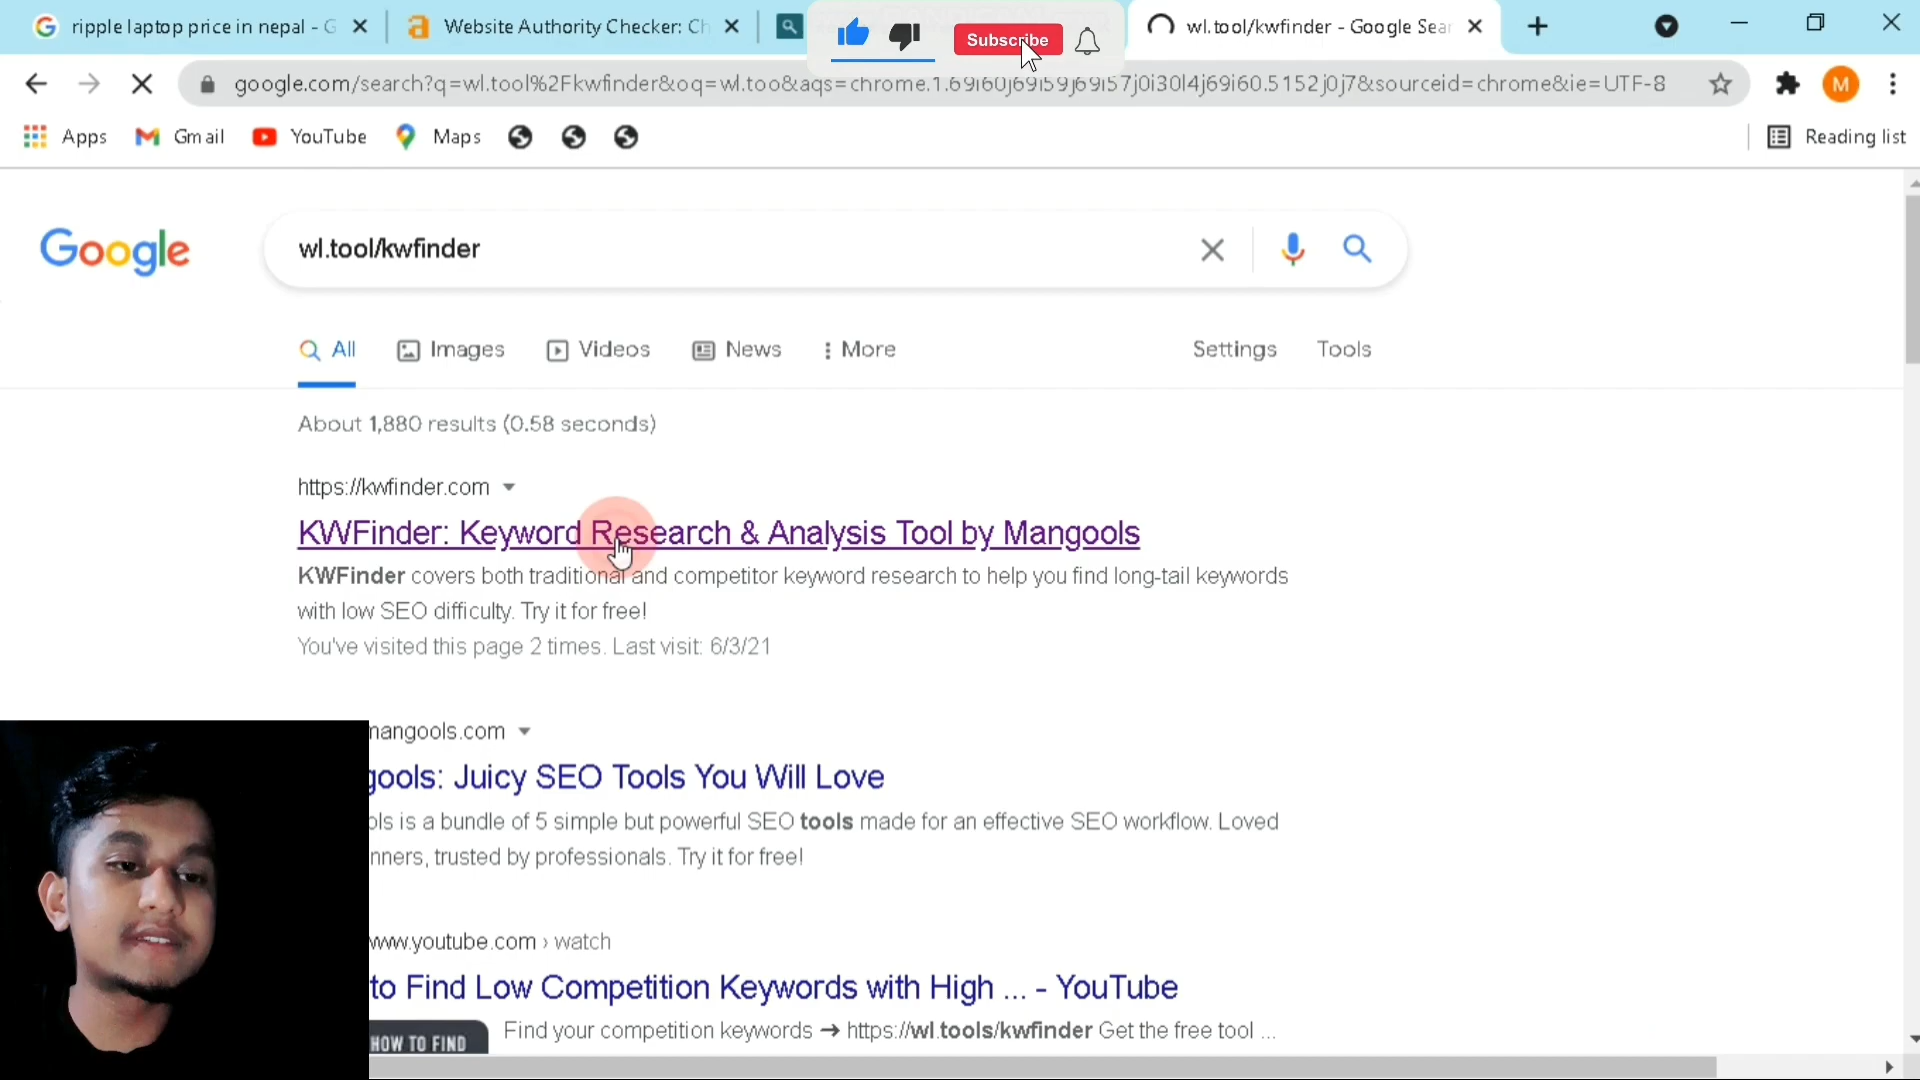 ripple laptop price in nepal - G
Website Authority Checker: Ch
Subscribe
wl.tool/kwfinder - Google Sear
google.com/search?q=wl.tool%2Fkwfinder&oq=wl.too&aqs=chrome.1.69i60j69i59j69i57j0i30l4j69i60.5152j0j7&sourceid=chrome&ie=UTF-8
M
Apps
Gmail
YouTube
Maps
Reading list
Google
wl.tool/kwfinder
All
Images
Videos
News
More
Settings
Tools
About 1,880 results (0.58 seconds)
https://kwfinder.com
KWFinder: Keyword Research & Analysis Tool by Mangools
KWFinder covers both traditional and competitor keyword research to help you find long-tail keywords
with low SEO difficulty. Try it for free!
You've visited this page 2 times. Last visit: 6/3/21
mangools.com
gools: Juicy SEO Tools You Will Love
ols is a bundle of 5 simple but powerful SEO tools made for an effective SEO workflow. Loved
nners, trusted by professionals. Try it for free!
www.youtube.com › watch
to Find Low Competition Keywords with High ... - YouTube
Find your competition keywords → https://wl.tools/kwfinder Get the free tool ...
HOW TO FIND